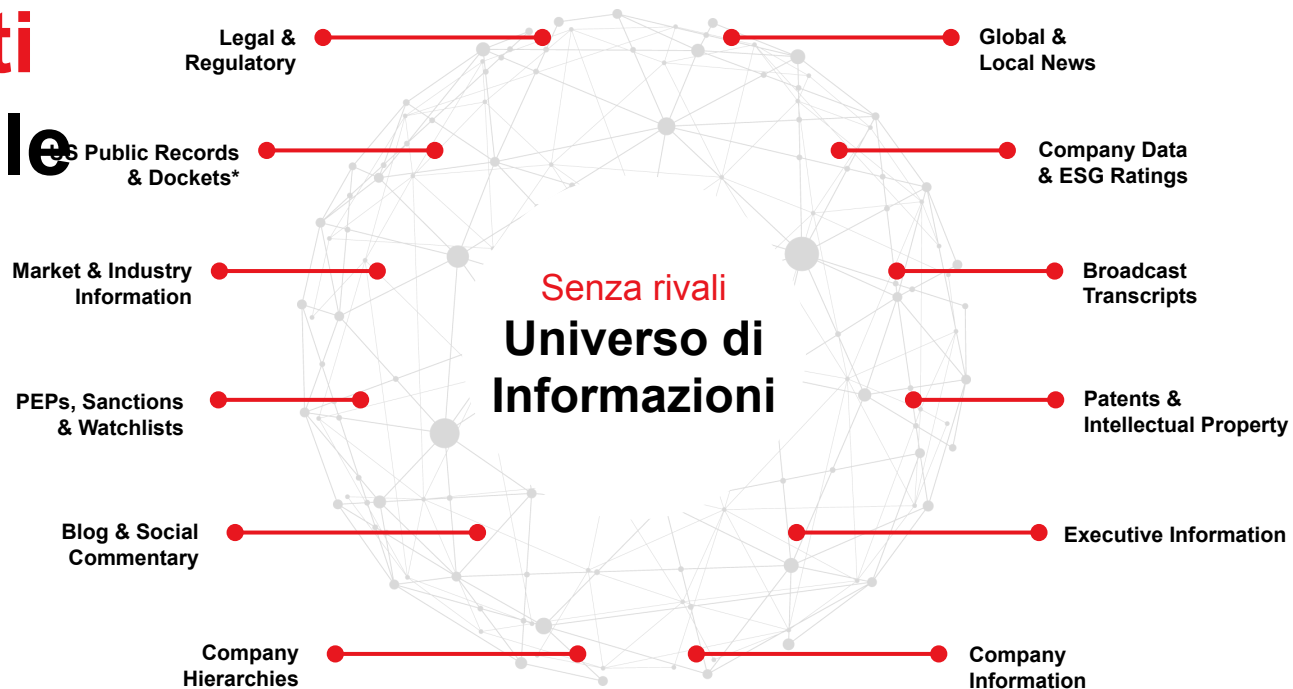 ti
le
Legal &
Regulatory
US Public Records
& Dockets*
Market & Industry
Information
PEPs, Sanctions
& Watchlists
Blog & Social
Commentary
Company
Hierarchies
Senza rivali
Universo di
Informazioni
Global &
Local News
Company Data
& ESG Ratings
Broadcast
Transcripts
Patents &
Intellectual Property
Executive Information
Company
Information